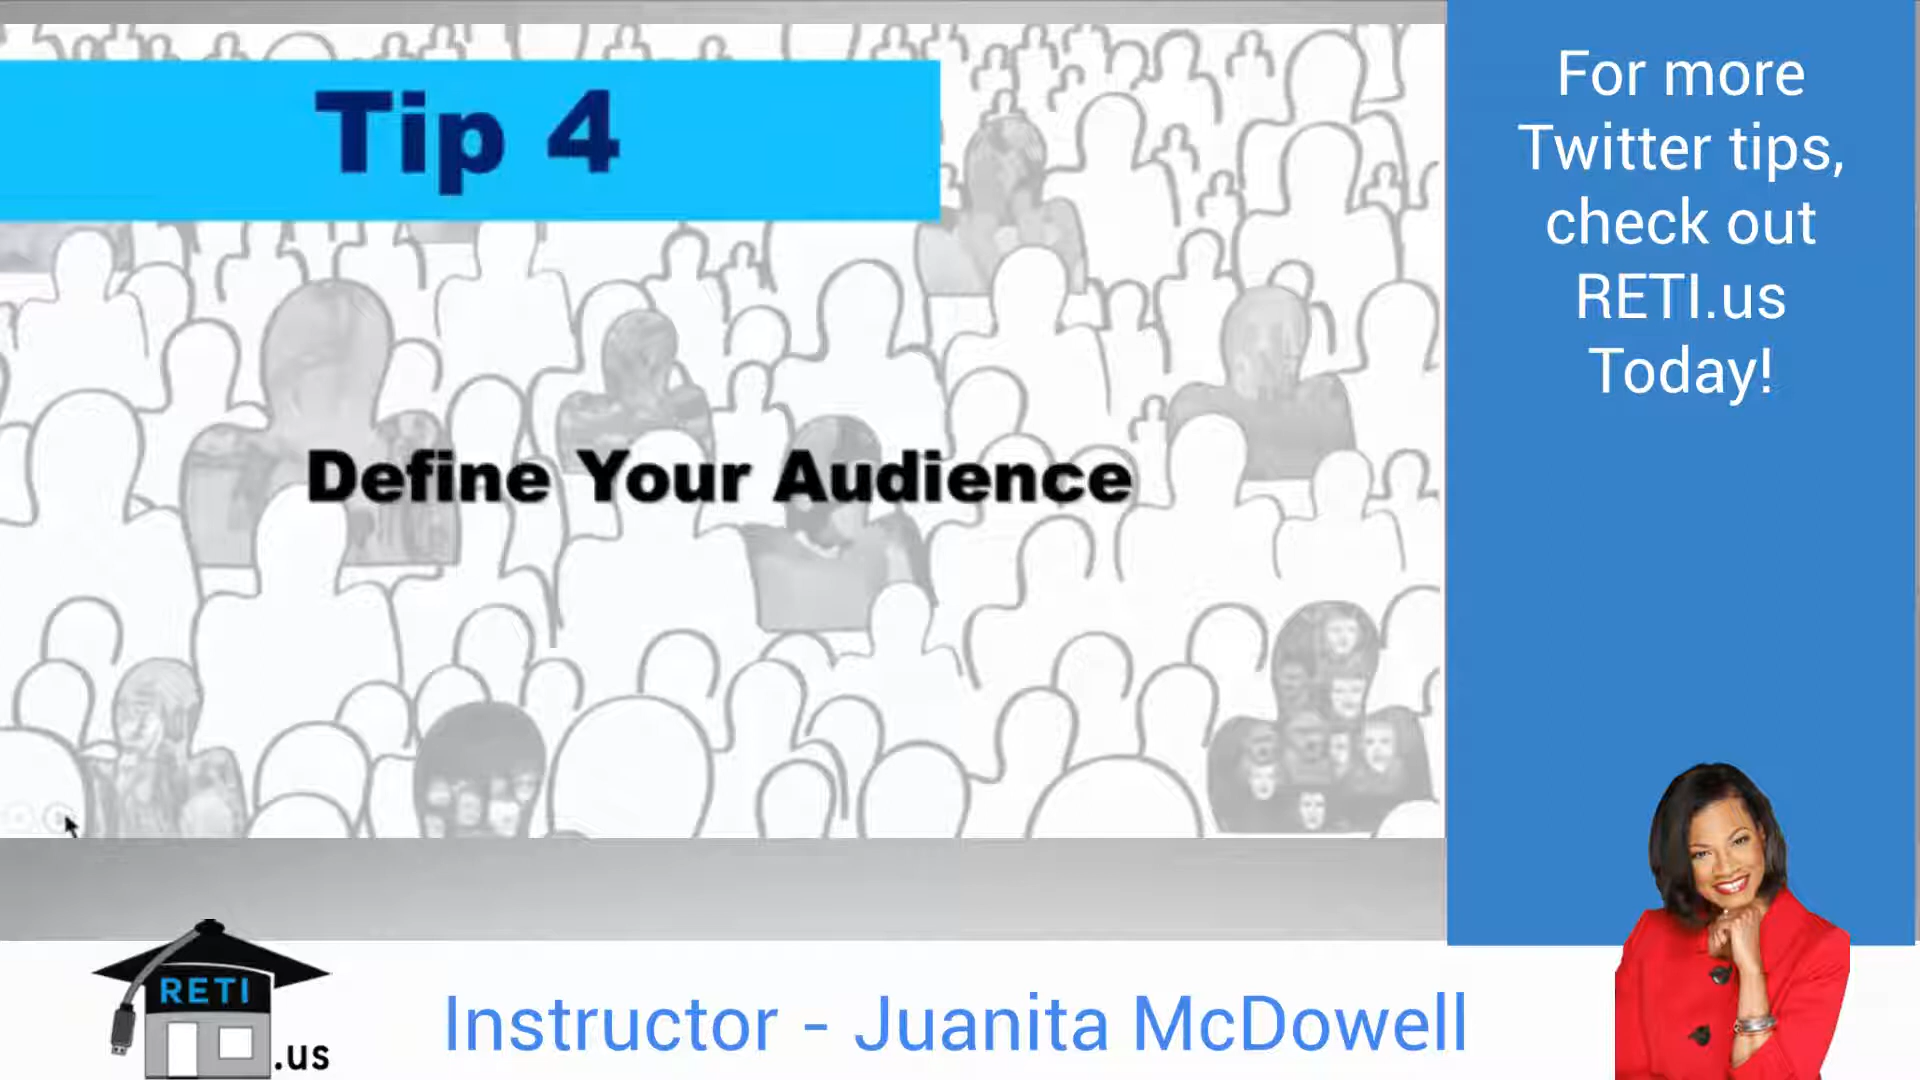 Tip 4
Define Your Audience
For more
Twitter tips,
check out
RETI.us
Today!
RETI
.us
Instructor - Juanita McDowell